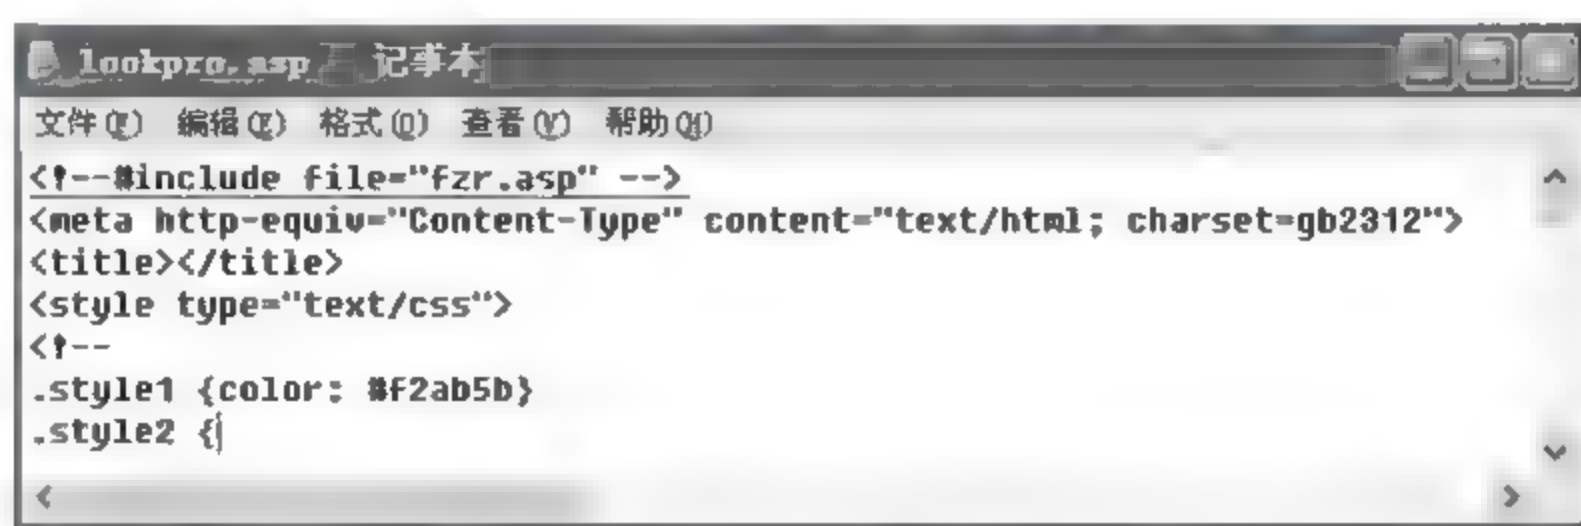 lookpro.asp - 记事本
文件(F) 编辑(E) 格式(O) 查看(V) 帮助(H)
<!--#include file="fzr.asp" -->
<meta http-equiv="Content-Type" content="text/html; charset=gb2312">
<title></title>
<style type="text/css">
<!--
.style1 {color: #f2ab5b}
.style2 {